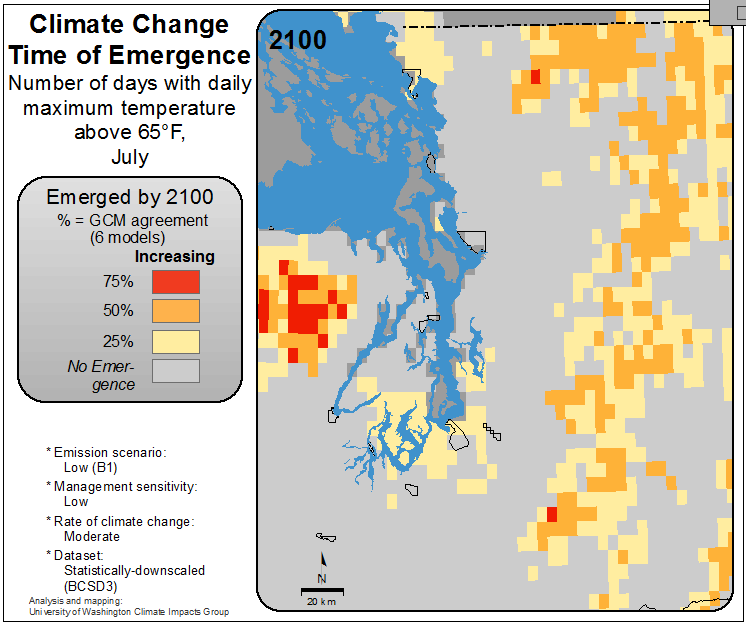 Climate Change
Time of Emergence
Number of days with daily
maximum temperature
above 65°F,
July
2100
Emerged by 2100
% = GCM agreement
(6 models)
Increasing
75%
50%
25%
No Emer-
gence
* Emission scenario:
Low (B1)
* Management sensitivity:
Low
* Rate of climate change:
Moderate
* Dataset:
Statistically-downscaled
(BCSD3)
Analysis and mapping:
University of Washington Climate Impacts Group
N
20 km